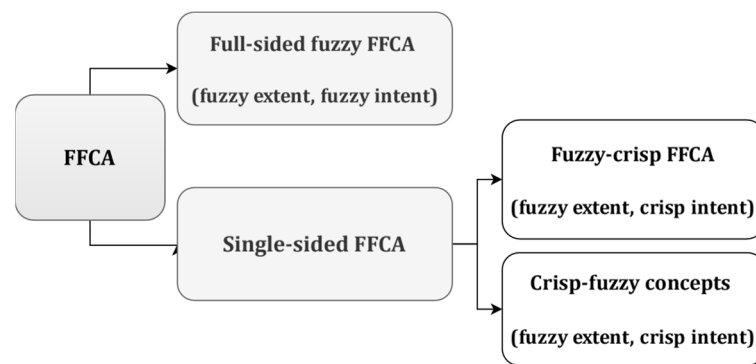 Full-sided fuzzy FFCA
(fuzzy extent, fuzzy intent)
FFCA
Single-sided FFCA
Fuzzy-crisp FFCA
(fuzzy extent, crisp intent)
Crisp-fuzzy concepts
(fuzzy extent, crisp intent)